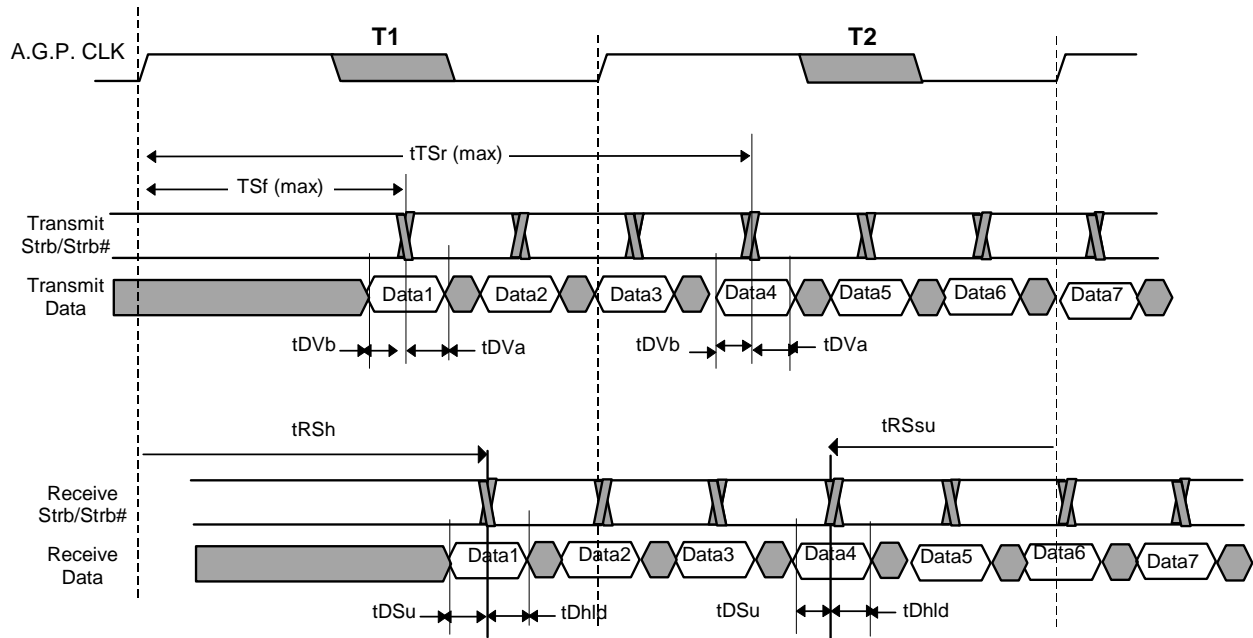 T1
T2
A.G.P. CLK
tTSr (max)
TSf (max)
Transmit
Strb/Strb#
Transmit
Data
Data1
Data2
Data3
Data4
Data5
Data6
Data7
tDVb
tDVa
tDVb
tDVa
tRSh
tRSsu
Receive
Strb/Strb#
Receive
Data
Data1
Data2
Data3
Data4
Data5
Data6
Data7
tDSu
tDhld
tDSu
tDhld